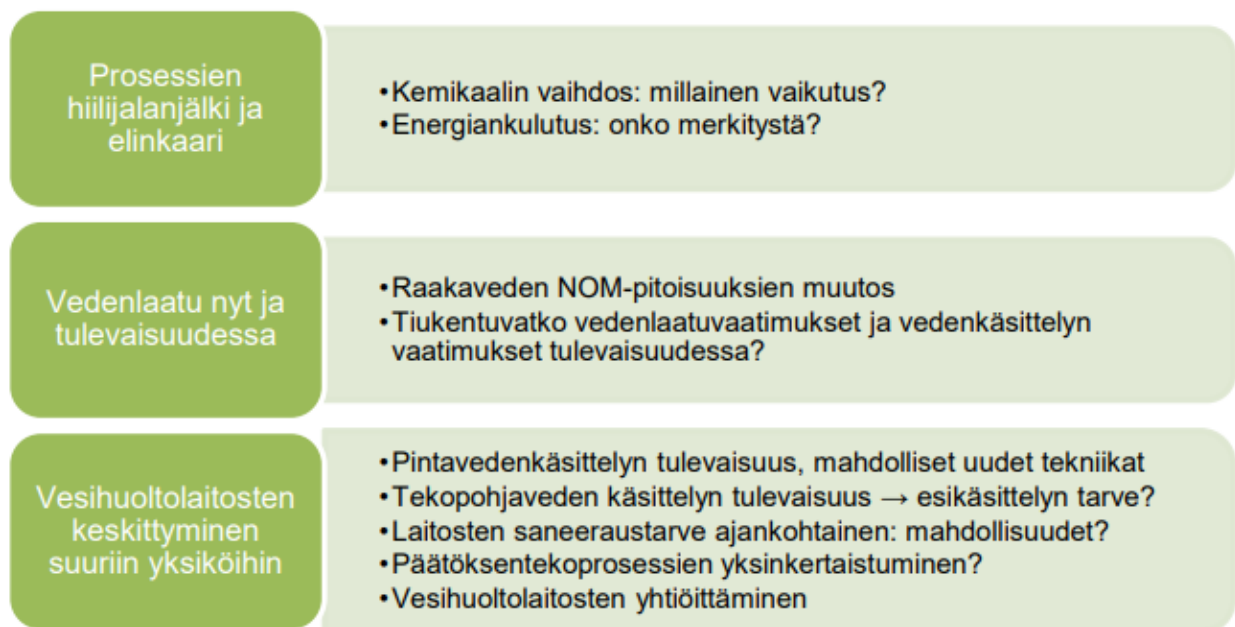 Prosessien
hiilijalanjälki ja
elinkaari
•Kemikaalin vaihdos: millainen vaikutus?
•Energiankulutus: onko merkitystä?
Vedenlaatu nyt ja
tulevaisuudessa
•Raakaveden NOM-pitoisuuksien muutos
•Tiukentuvatko vedenlaatuvaatimukset ja vedenkäsittelyn
vaatimukset tulevaisuudessa?
Vesihuoltolaitosten
keskittyminen
suuriin yksiköihin
•Pintavedenkäsittelyn tulevaisuus, mahdolliset uudet tekniikat
•Tekopohjaveden käsittelyn tulevaisuus → esikäsittelyn tarve?
•Laitosten saneeraustarve ajankohtainen: mahdollisuudet?
•Päätöksentekoprosessien yksinkertaistuminen?
•Vesihuoltolaitosten yhtiöittäminen